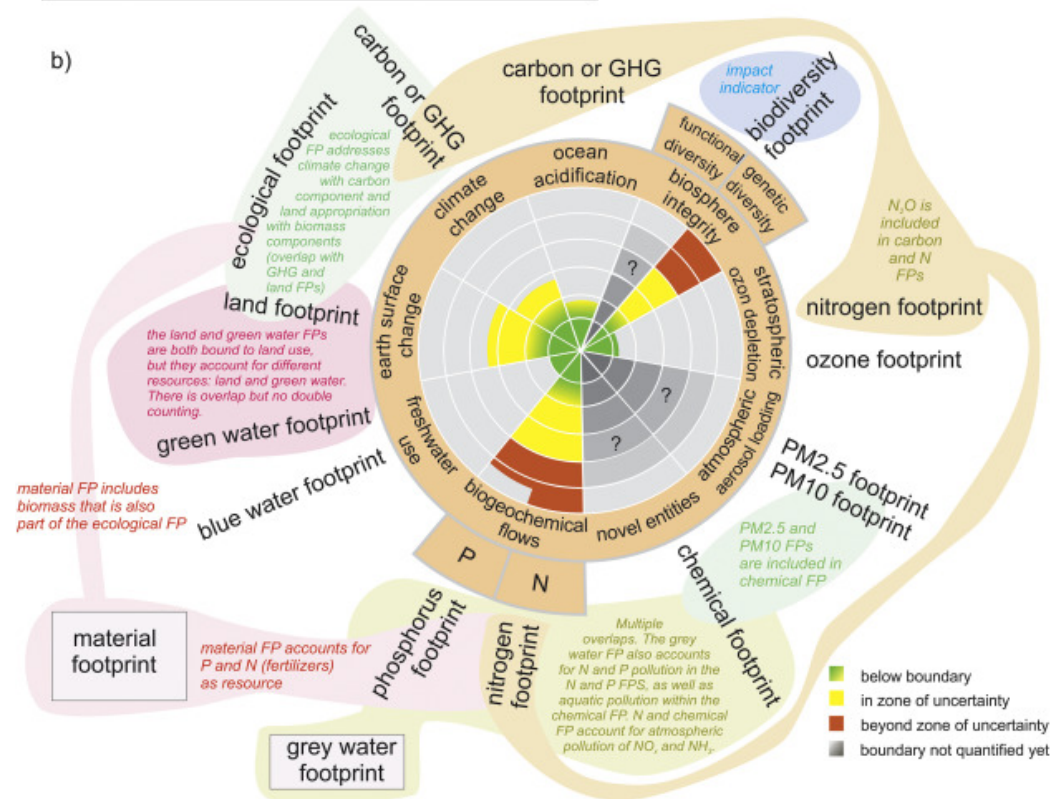 b)
carbon or GHG
footprint
ecological footprint
ecological
FP addresses
climate change
with carbon
component and
land appropriation
with biomass
components
(overlap with
GHG and
land FPs)
land footprint
carbon or GHG
footprint
impact
indicator
biodiversity
footprint
functional
diversity
genetic
diversity
climate
change
ocean
acidification
biosphere
integrity
stratospheric
ozon depletion
atmospheric
aerosol loading
novel entities
biogeochemical
flows
freshwater
use
earth surface
change
?
?
?
P
N
N₂O is
included
in carbon
and N
FPs
nitrogen footprint
ozone footprint
the land and green water FPs
are both bound to land use,
but they account for different
resources: land and green water.
There is overlap but no double
counting.
green water footprint
blue water footprint
material FP includes
biomass that is also
part of the ecological FP
PM2.5 footprint
PM10 footprint
PM2.5 and
PM10 FPs
are included in
chemical FP
chemical footprint
material
footprint
material FP accounts for
P and N (fertilizers)
as resource
phosphorus
footprint
nitrogen
footprint
Multiple
overlaps. The grey
water FP also accounts
for N and P pollution in the
N and P FPS, as well as
aquatic pollution within the
chemical FP. N and chemical
FP account for atmospheric
pollution of NOₓ and NH₃.
grey water
footprint
below boundary
in zone of uncertainty
beyond zone of uncertainty
boundary not quantified yet